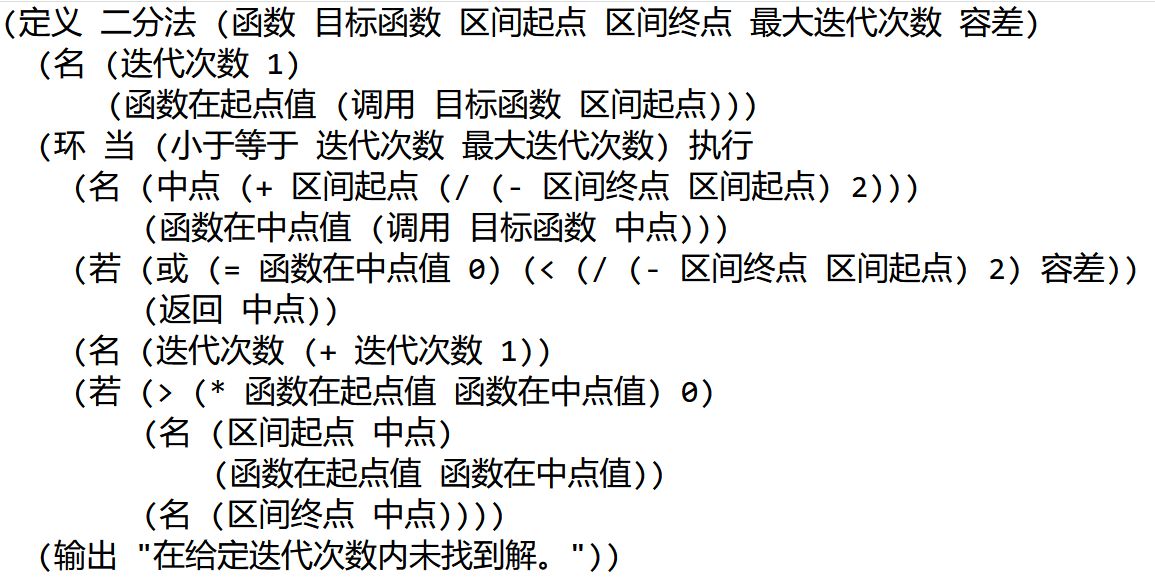 (定义 二分法 (函数 目标函数 区间起点 区间终点 最大迭代次数 容差)
(名 (迭代次数 1)
(函数在起点值 (调用 目标函数 区间起点)))
(环 当 (小于等于 迭代次数 最大迭代次数) 执行
(名 (中点 (+ 区间起点 (/ (- 区间终点 区间起点) 2)))
(函数在中点值 (调用 目标函数 中点)))
(若 (或 (= 函数在中点值 0) (< (/ (- 区间终点 区间起点) 2) 容差))
(返回 中点))
(名 (迭代次数 (+ 迭代次数 1))
(若 (> (* 函数在起点值 函数在中点值) 0)
(名 (区间起点 中点)
(函数在起点值 函数在中点值))
(名 (区间终点 中点))))
(输出 "在给定迭代次数内未找到解。"))